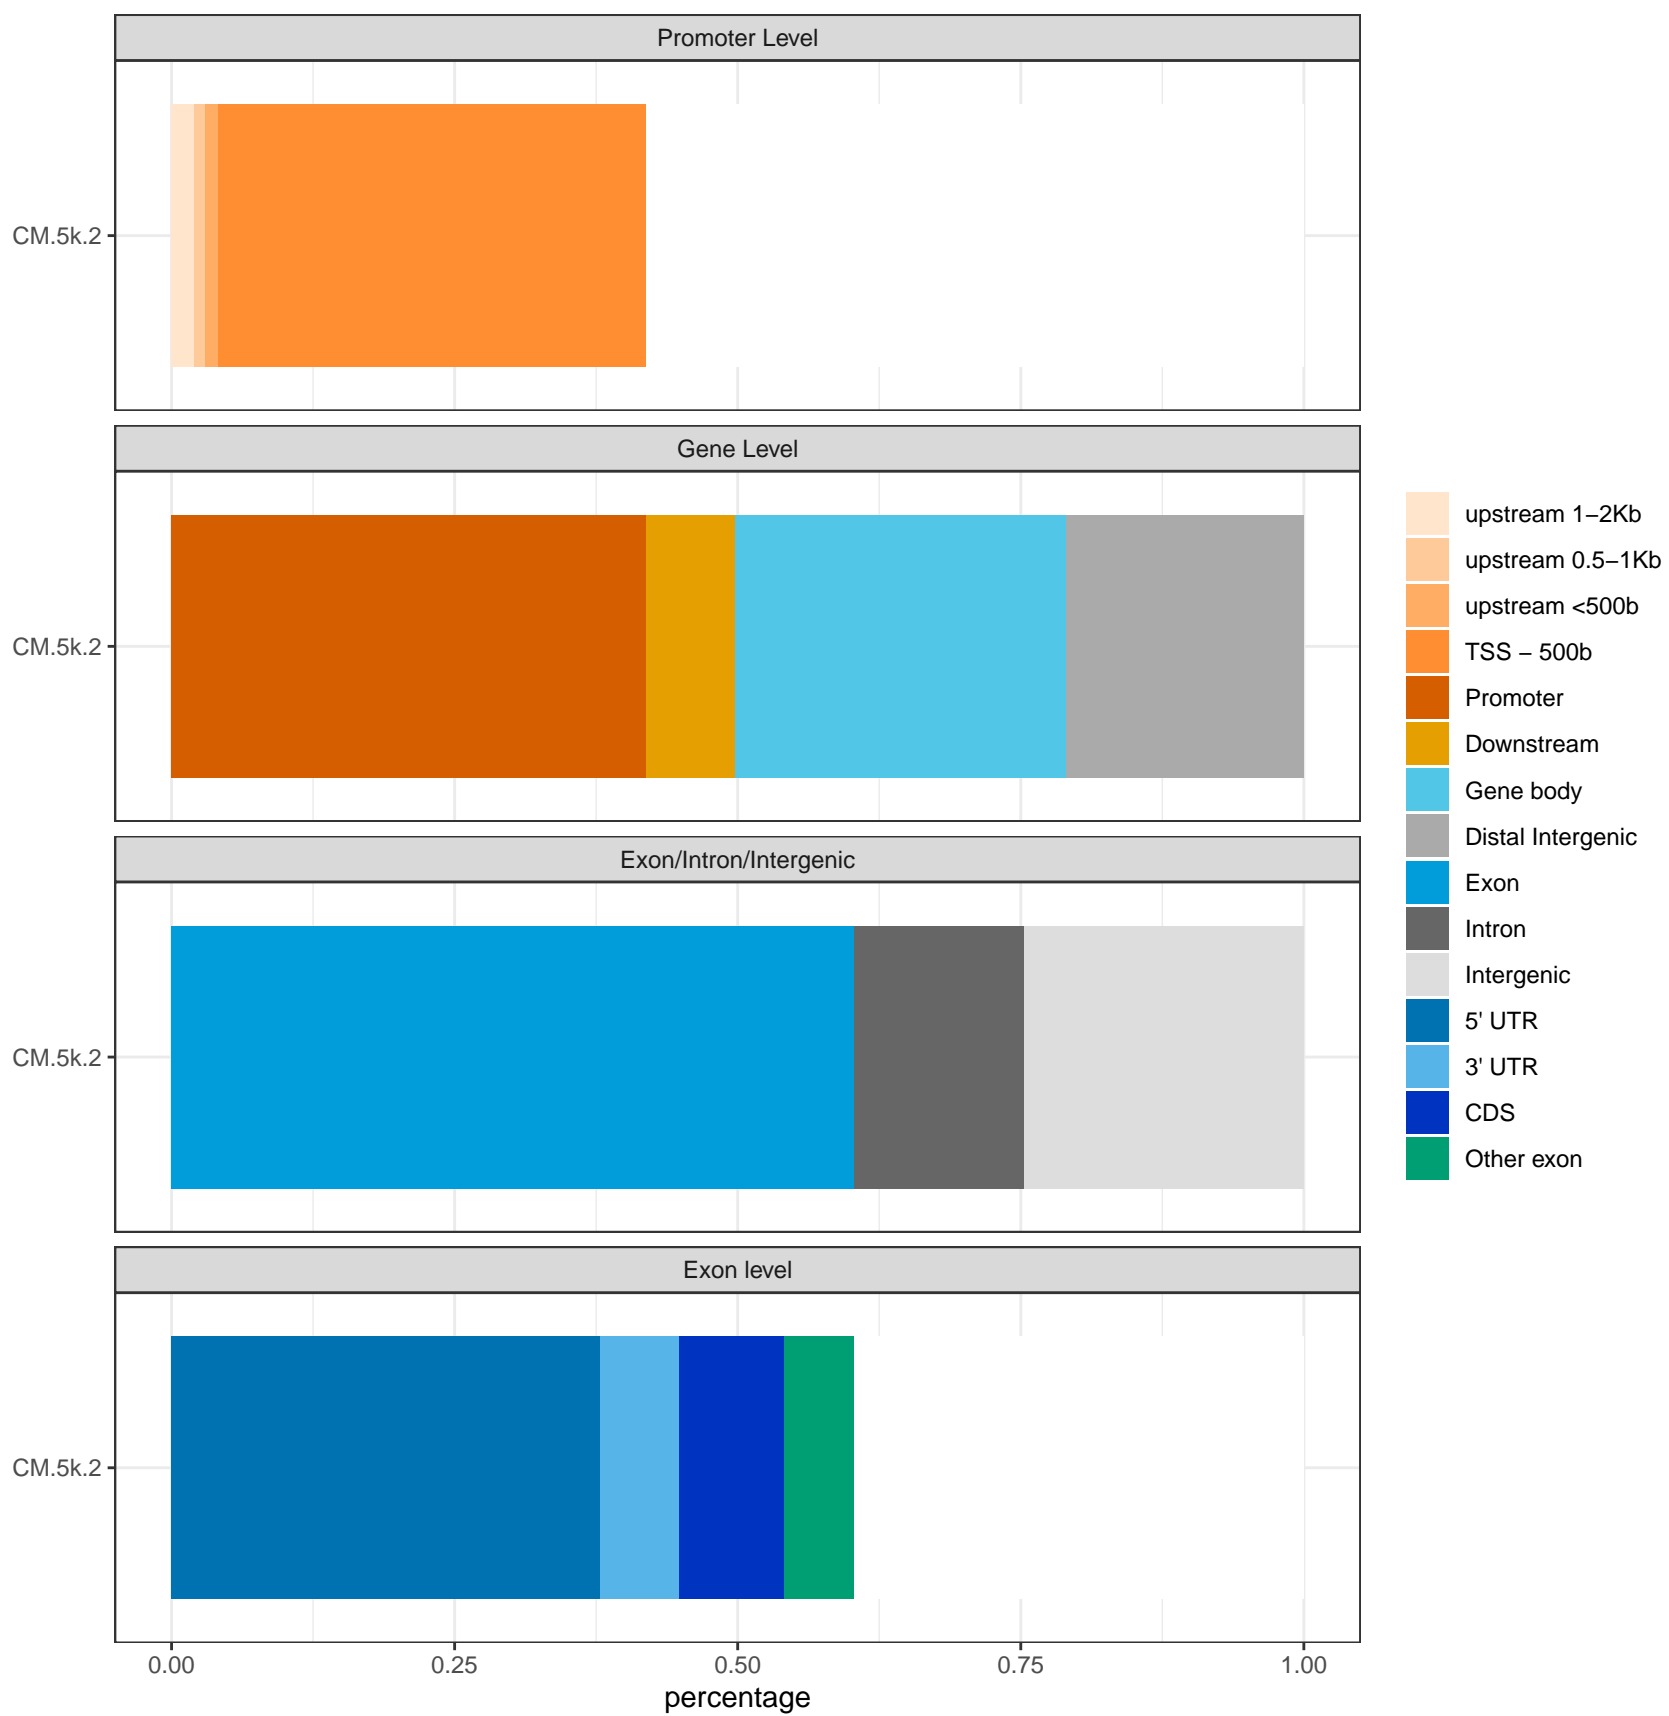 Promoter Level
CM.5k.2
Gene Level
CM.5k.2
Exon/Intron/Intergenic
CM.5k.2
Exon level
CM.5k.2
0.00 0.25 0.50 0.75 1.00
percentage
upstream 1−2Kb
upstream 0.5−1Kb
upstream <500b
TSS − 500b
Promoter
Downstream
Gene body
Distal Intergenic
Exon
Intron
Intergenic
5' UTR
3' UTR
CDS
Other exon